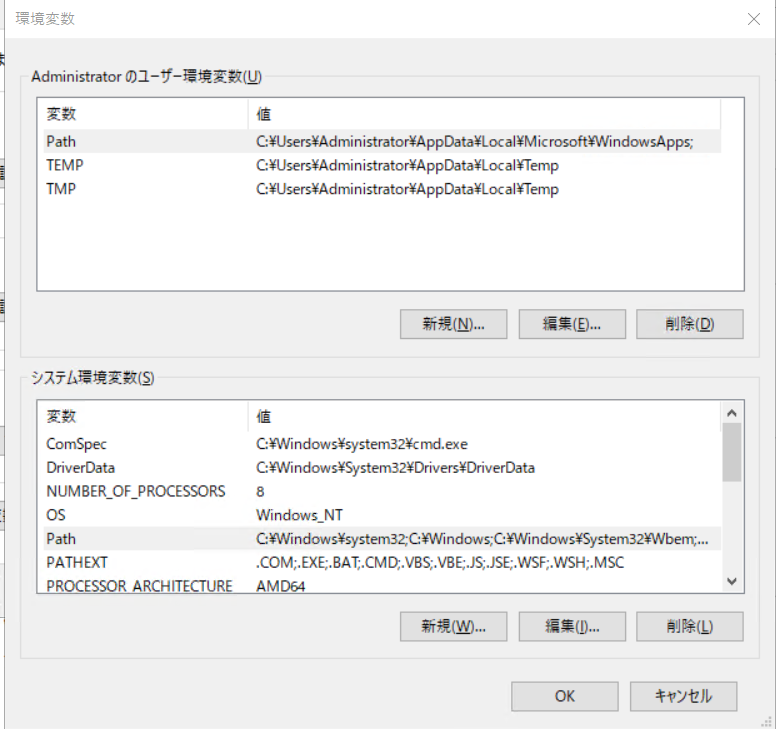 環境変数
Administrator のユーザー環境変数(U)
変数 値
Path C:¥Users¥Administrator¥AppData¥Local¥Microsoft¥WindowsApps;
TEMP C:¥Users¥Administrator¥AppData¥Local¥Temp
TMP C:¥Users¥Administrator¥AppData¥Local¥Temp
新規(N)... 編集(E)... 削除(D)
システム環境変数(S)
変数 値
ComSpec C:¥Windows¥system32¥cmd.exe
DriverData C:¥Windows¥System32¥Drivers¥DriverData
NUMBER_OF_PROCESSORS 8
OS Windows_NT
Path C:¥Windows¥system32;C:¥Windows;C:¥Windows¥System32¥Wbem;...
PATHEXT .COM;.EXE;.BAT;.CMD;.VBS;.VBE;.JS;.JSE;.WSF;.WSH;.MSC
PROCESSOR_ARCHITECTURE AMD64
新規(W)... 編集(I)... 削除(L)
OK キャンセル